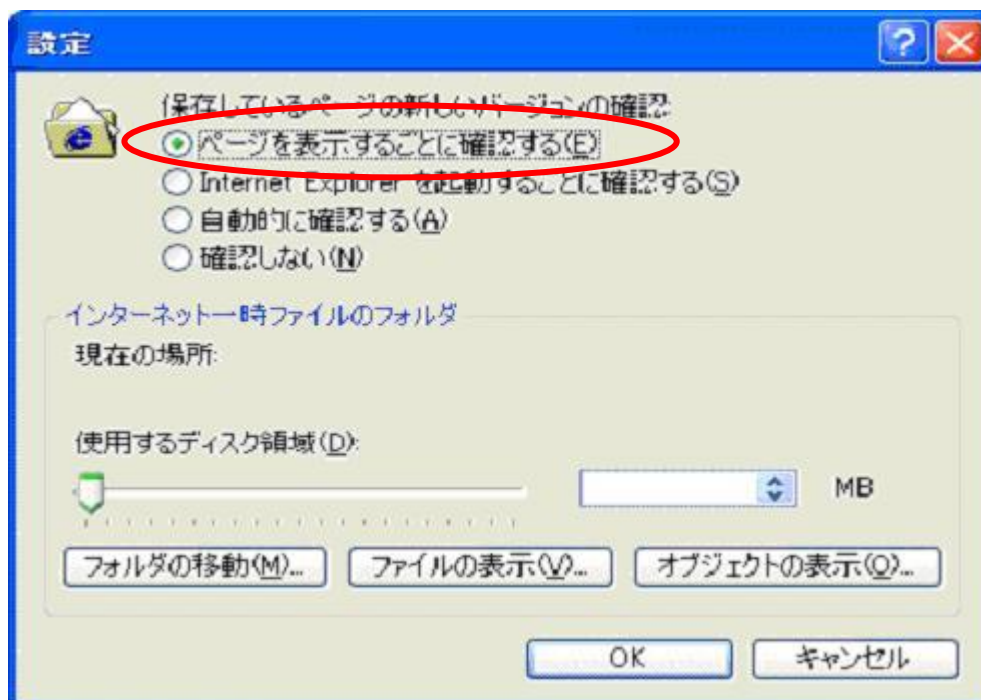 設定
保存しているページの新しいバージョンの確認:
ページを表示するごとに確認する(E)
Internet Explorer を起動するごとに確認する(S)
自動的に確認する(A)
確認しない(N)
インターネット一時ファイルのフォルダ
現在の場所:
使用するディスク領域(D):
MB
フォルダの移動(M)... ファイルの表示(V)... オブジェクトの表示(O)...
OK キャンセル